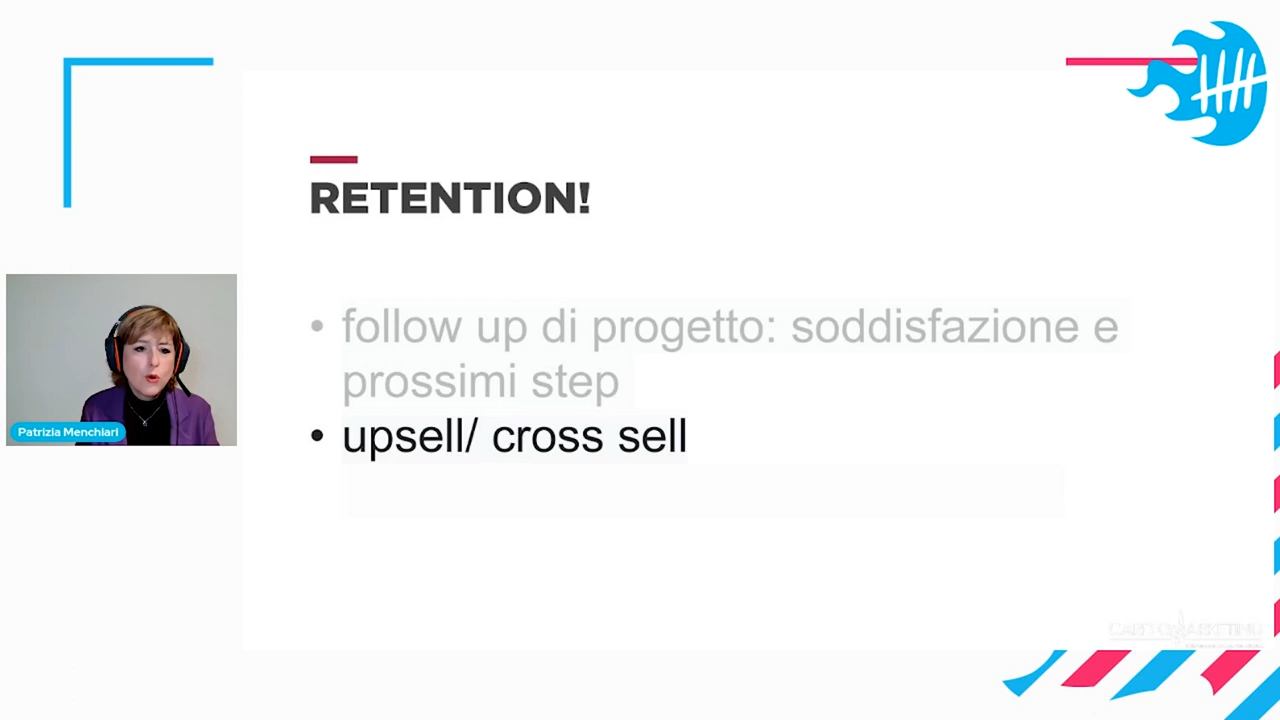 RETENTION!
• follow up di progetto: soddisfazione e
prossimi step
• upsell/ cross sell
Patrizia Menchiari